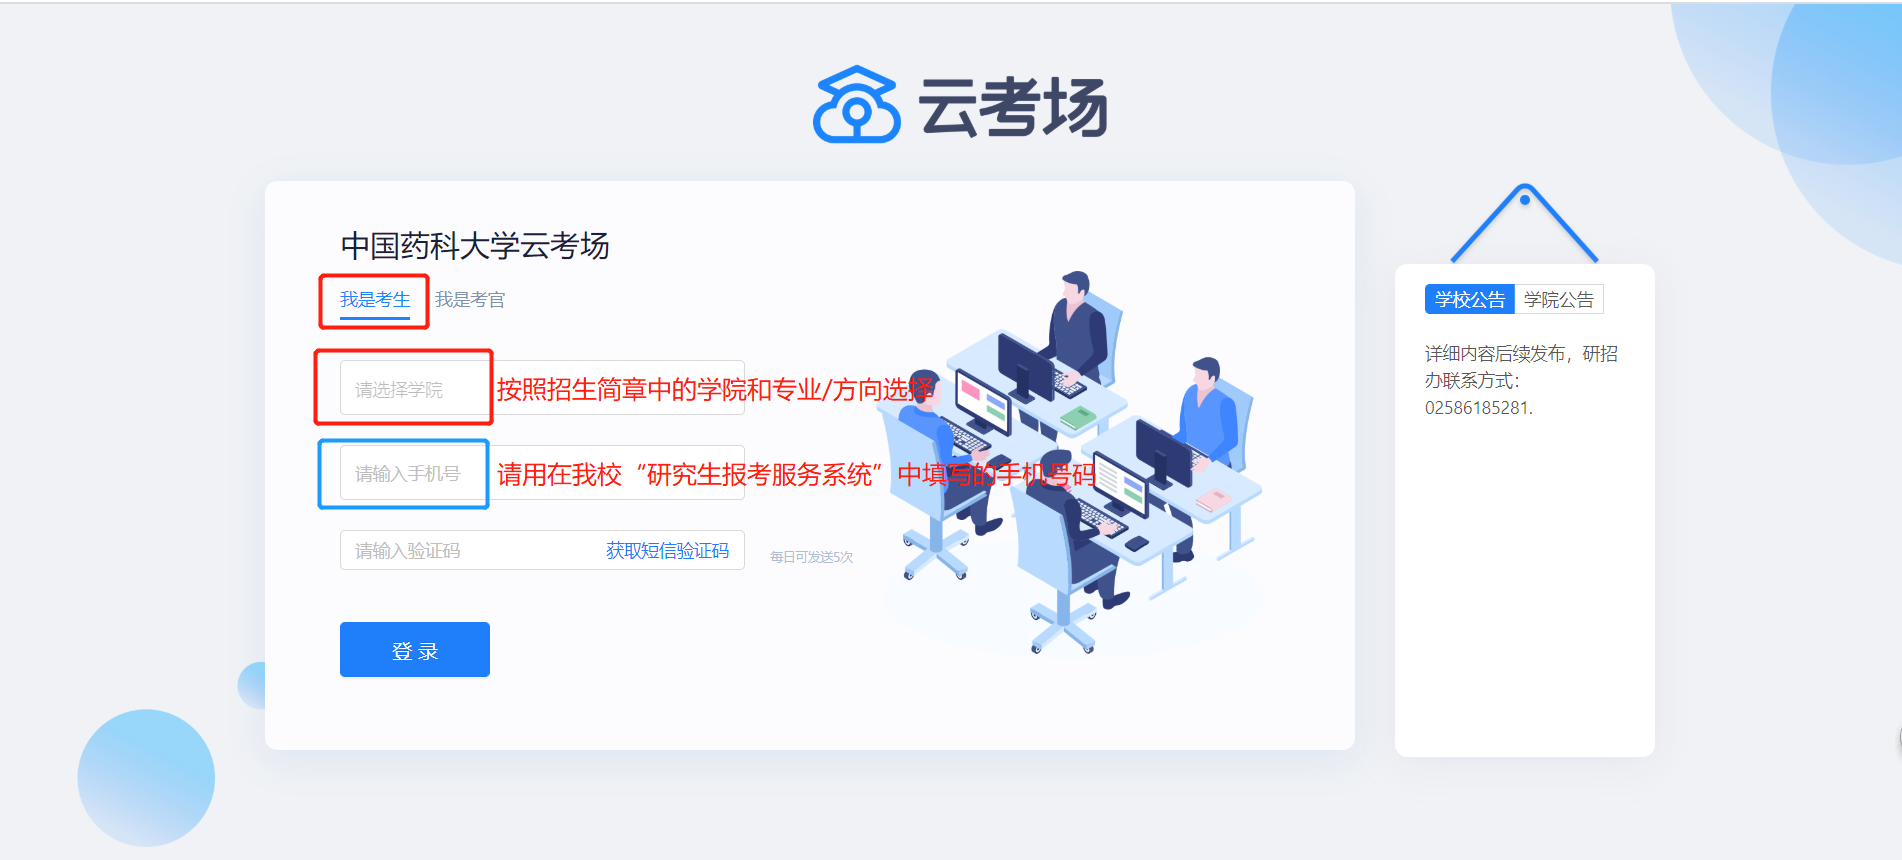 云考场
中国药科大学云考场
我是考生 我是考官
请选择学院 按照招生简章中的学院和专业/方向选择
请输入手机号 请用在我校“研究生报考服务系统”中填写的手机号码
请输入验证码 获取短信验证码 每日可发送5次
登 录
学校公告 学院公告
详细内容后续发布，研招
办联系方式：
02586185281.